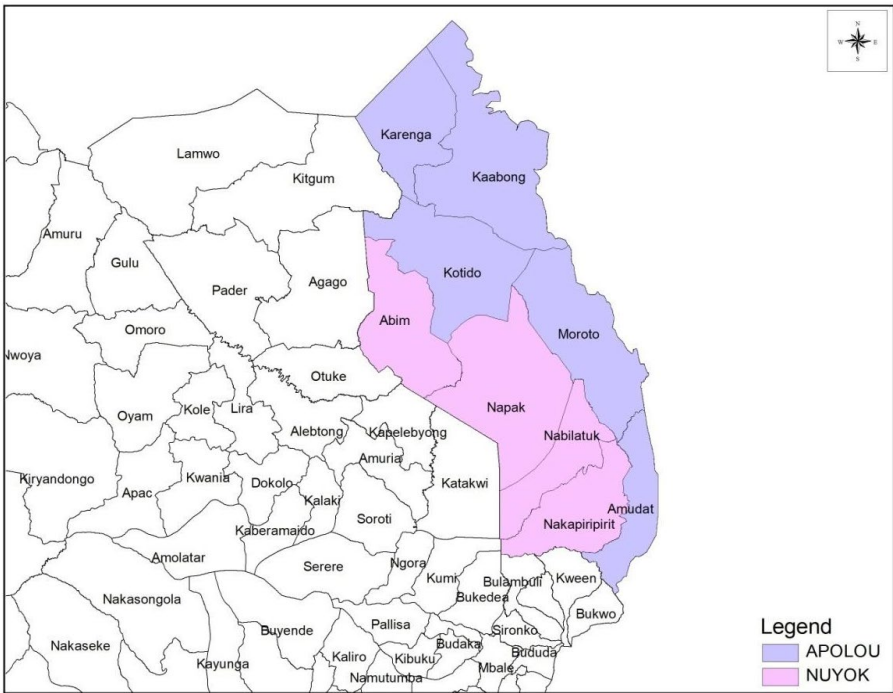 N
W E
S
Karenga
Lamwo
Kaabong
Kitgum
Amuru
Gulu
Kotido
Agago
Pader
Abim
Omoro
Moroto
Nwoya
Otuke
Napak
Kole
Lira
Oyam
Nabilatuk
Alebtong
Kapelebyong
Amuria
Kiryandongo
Kwania
Dokolo
Katakwi
Apac
Kalaki
Soroti
Amudat
Kaberamaido
Nakapiripirit
Amolatar
Serere
Ngora
Kumi
Bulambuli
Kween
Bukedea
Nakasongola
Bukwo
Pallisa
Buyende
Sironko
Nakaseke
Budaka
Kaliro
Kibuku
Bududa
Kayunga
Mbale
Namutumba
Legend
APOLOU
NUYOK